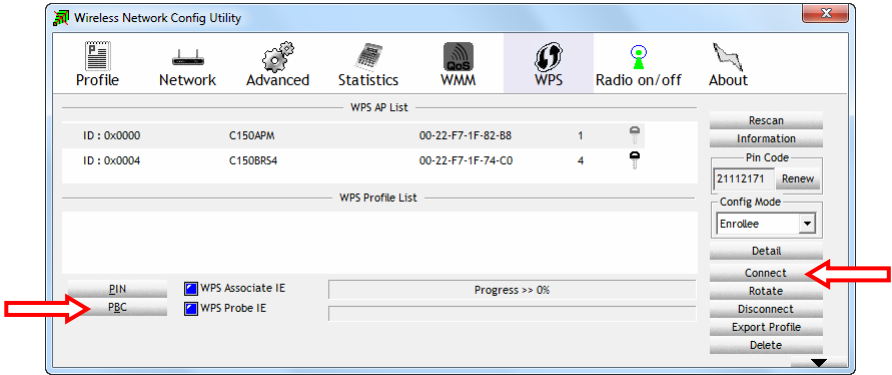 Wireless Network Config Utility
Profile Network Advanced Statistics QoS WMM WPS Radio on/off About
WPS AP List
ID : 0x0000 C150APM 00-22-F7-1F-82-B8 1
ID : 0x0004 C150BRS4 00-22-F7-1F-74-C0 4
WPS Profile List
PIN WPS Associate IE Progress >> 0%
PBC WPS Probe IE
Rescan
Information
Pin Code
21112171 Renew
Config Mode
Enrollee
Detail
Connect
Rotate
Disconnect
Export Profile
Delete